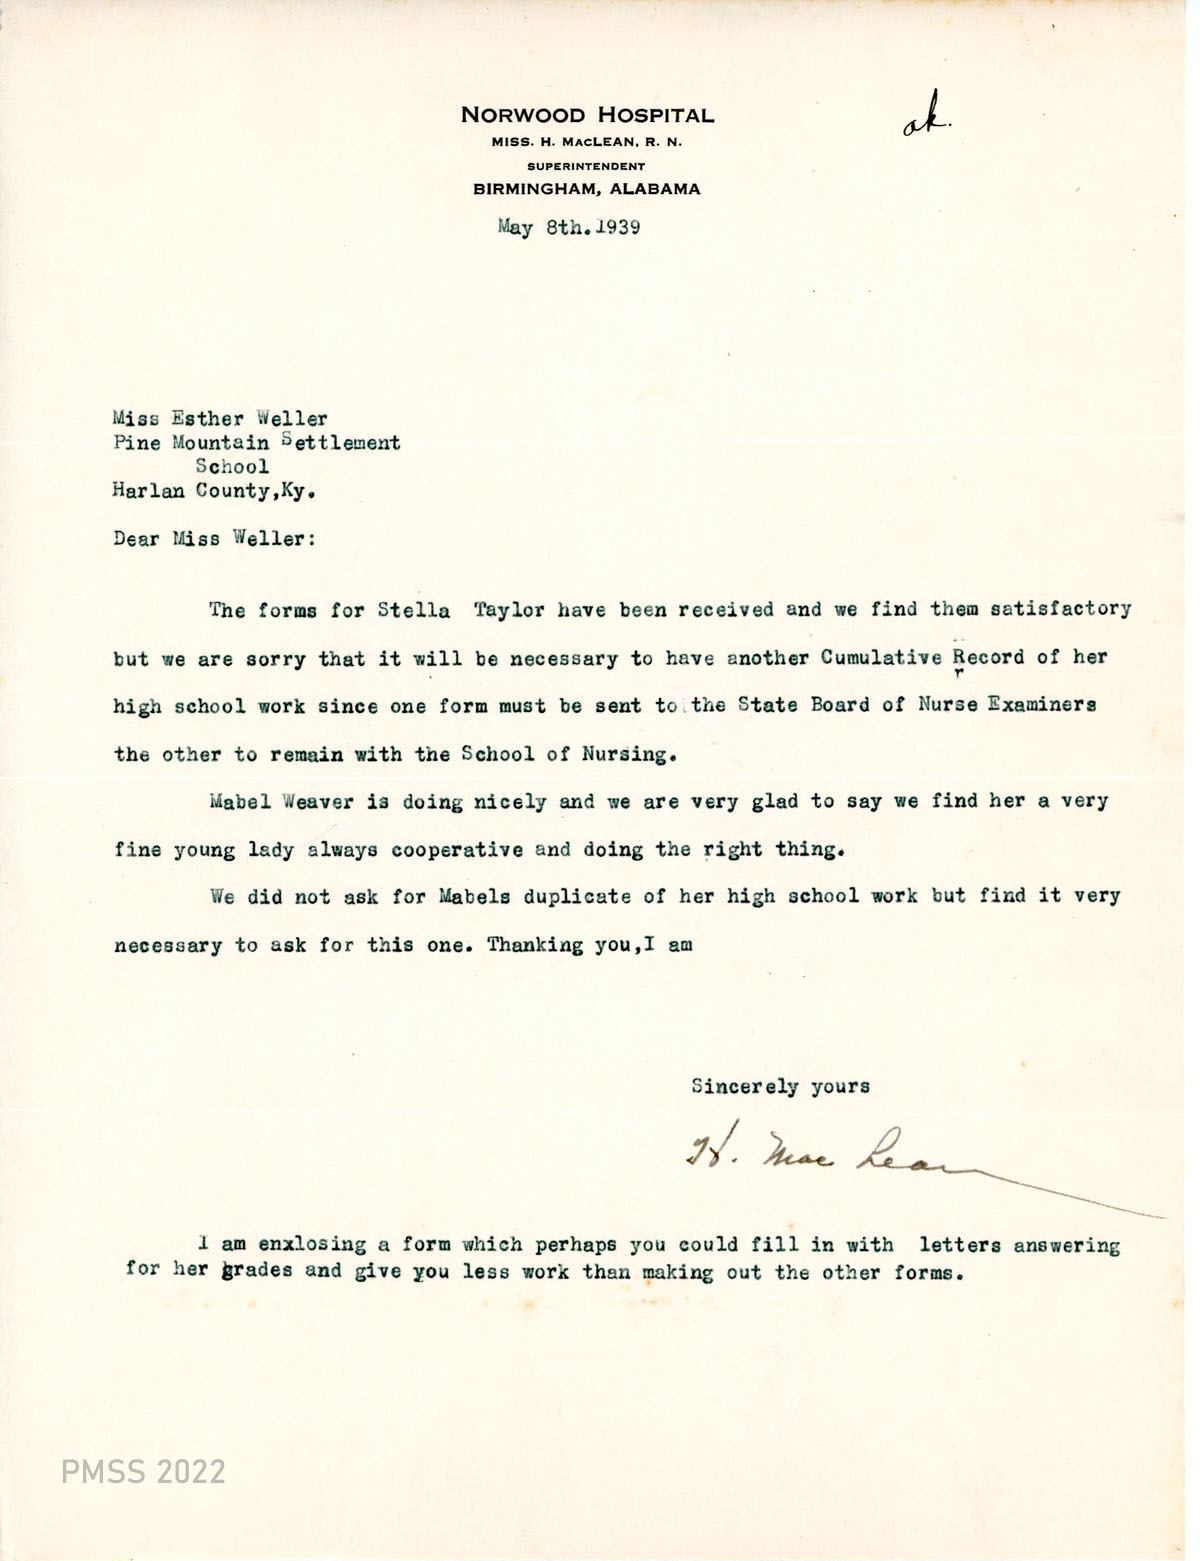 NORWOOD HOSPITAL
ok.
MISS. H. MACLEAN, R. N.
SUPERINTENDENT
BIRMINGHAM, ALABAMA
May 8th.1939
Miss Esther Weller
Pine Mountain Settlement
School
Harlan County,Ky.
Dear Miss Weller:
The forms for Stella Taylor have been received and we find them satisfactory
but we are sorry that it will be necessary to have another Cumulative Record of her
high school work since one form must be sent to the State Board of Nurse Examiners
the other to remain with the School of Nursing.
Mabel Weaver is doing nicely and we are very glad to say we find her a very
fine young lady always cooperative and doing the right thing.
We did not ask for Mabels duplicate of her high school work but find it very
necessary to ask for this one. Thanking you,I am
Sincerely yours
H. Mac Lean
I am enxlosing a form which perhaps you could fill in with letters answering
for her grades and give you less work than making out the other forms.
PMSS 2022